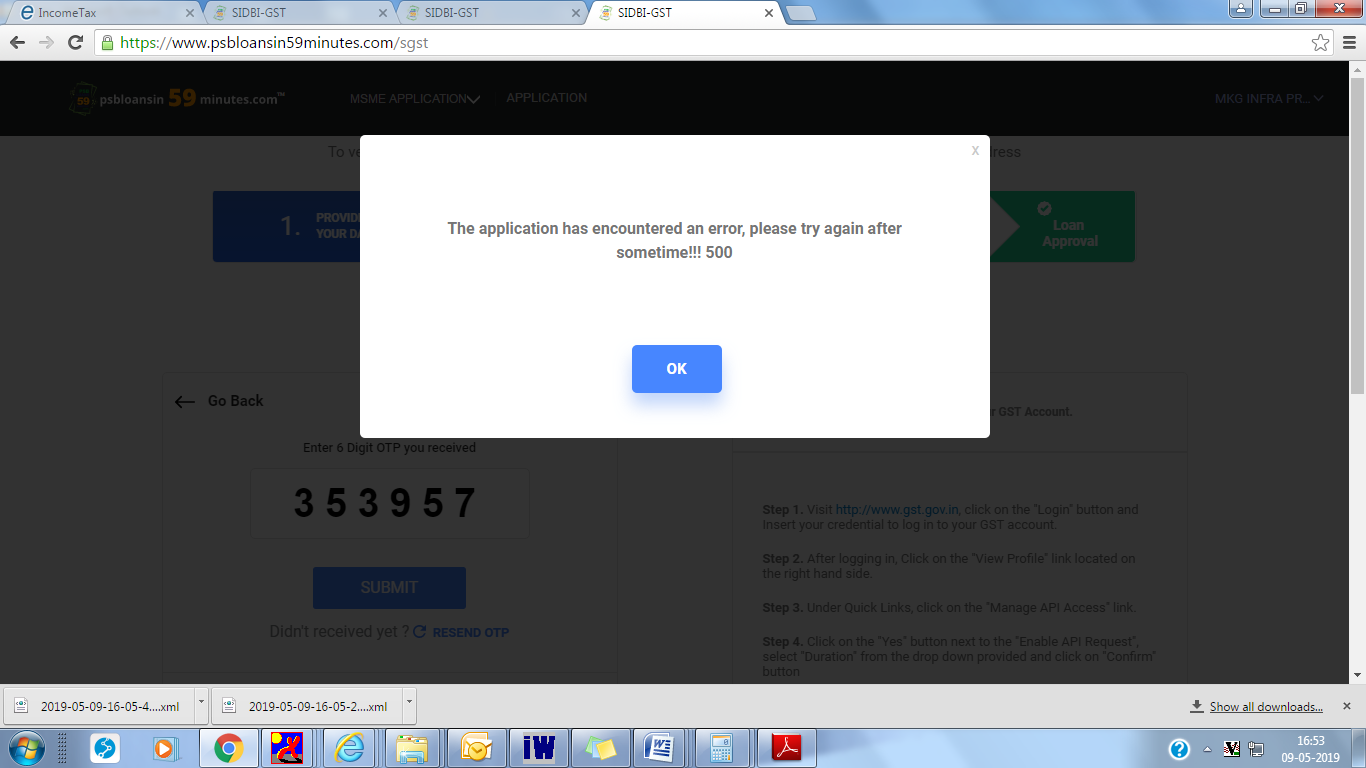 IncomeTax
SIDBI-GST
SIDBI-GST
SIDBI-GST
https://www.psbloansin59minutes.com/sgst
psbloansin 59 minutes.com™
MSME APPLICATION
APPLICATION
MKG INFRA PR...
To ve
dress
1. PROVID
YOUR DA
Loan
Approval
x
The application has encountered an error, please try again after
sometime!!! 500
OK
Go Back
Enter 6 Digit OTP you received
353957
SUBMIT
Didn't received yet ? RESEND OTP
r GST Account.
Step 1. Visit http://www.gst.gov.in, click on the "Login" button and
Insert your credential to log in to your GST account.
Step 2. After logging in, Click on the "View Profile" link located on
the right hand side.
Step 3. Under Quick Links, click on the "Manage API Access" link.
Step 4. Click on the "Yes" button next to the "Enable API Request",
select "Duration" from the drop down provided and click on "Confirm"
button
2019-05-09-16-05-4....xml
2019-05-09-16-05-2....xml
Show all downloads...
16:53
09-05-2019